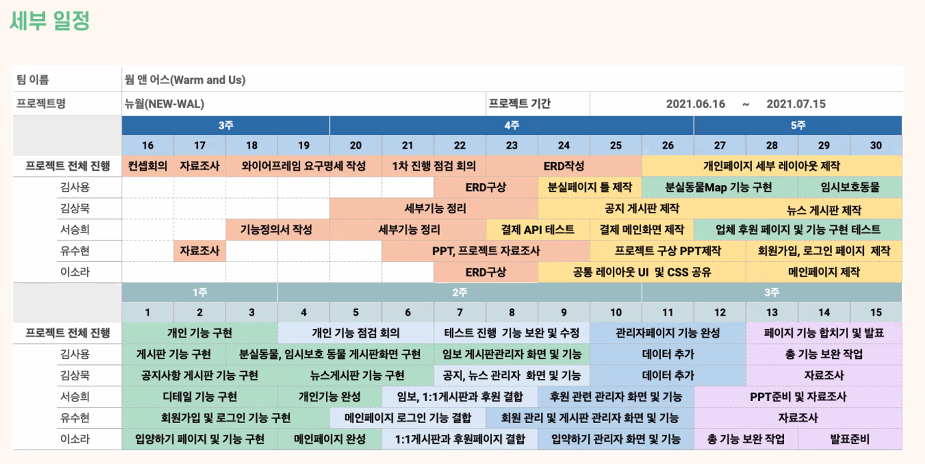 세부 일정
팀 이름 웜 앤 어스(Warm and Us)
프로젝트명 뉴월(NEW-WAL) 프로젝트 기간 2021.06.16 ~ 2021.07.15
3주 4주 5주
16 17 18 19 20 21 22 23 24 25 26 27 28 29 30
프로젝트 전체 진행 컨셉회의 자료조사 와이어프레임 요구명세 작성 1차 진행 점검 회의 ERD작성 개인페이지 세부 레이아웃 제작
김사용 ERD구상 분실페이지 틀 제작 분실동물Map 기능 구현 임시보호동물
김상묵 세부기능 정리 공지 게시판 제작 뉴스 게시판 제작
서승희 기능정의서 작성 세부기능 정리 결제 API 테스트 결제 메인화면 제작 업체 후원 페이지 및 기능 구현 테스트
유수현 자료조사 PPT, 프로젝트 자료조사 프로젝트 구상 PPT제작 회원가입, 로그인 페이지 제작
이소라 ERD구상 공통 레이아웃 UI 및 CSS 공유 메인페이지 제작
1주 2주 3주
1 2 3 4 5 6 7 8 9 10 11 12 13 14 15
프로젝트 전체 진행 개인 기능 구현 개인 기능 점검 회의 테스트 진행 기능 보완 및 수정 관리자페이지 기능 완성 페이지 기능 합치기 및 발표
김사용 게시판 기능 구현 분실동물, 임시보호 동물 게시판화면 구현 임보 게시판관리자 화면 및 기능 데이터 추가 총 기능 보완 작업
김상묵 공지사항 게시판 기능 구현 뉴스게시판 기능 구현 공지, 뉴스 관리자 화면 및 기능 데이터 추가 자료조사
서승희 디테일 기능 구현 개인기능 완성 임보, 1:1게시판과 후원 결합 후원 관련 관리자 화면 및 기능 PPT준비 및 자료조사
유수현 회원가입 및 로그인 기능 구현 메인페이지 로그인 기능 결합 회원 관리 및 게시판 관리자 화면 및 기능 자료조사
이소라 입양하기 페이지 및 기능 구현 메인페이지 완성 1:1게시판과 후원페이지 결합 입약하기 관리자 화면 및 기능 총 기능 보완 작업 발표준비